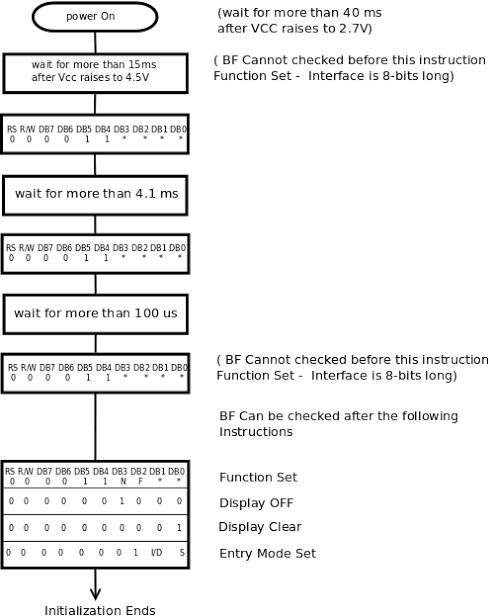 power On
(wait for more than 40 ms
after VCC raises to 2.7V)
wait for more than 15ms
after Vcc raises to 4.5V
( BF Cannot checked before this instruction
Function Set - Interface is 8-bits long)
RS R/W DB7 DB6 DB5 DB4 DB3 DB2 DB1 DB0
0 0 0 0 1 1 * * * *
wait for more than 4.1 ms
RS R/W DB7 DB6 DB5 DB4 DB3 DB2 DB1 DB0
0 0 0 0 1 1 * * * *
wait for more than 100 us
RS R/W DB7 DB6 DB5 DB4 DB3 DB2 DB1 DB0
0 0 0 0 1 1 * * * *
( BF Cannot checked before this instruction
Function Set - Interface is 8-bits long)
BF Can be checked after the following
Instructions
RS R/W DB7 DB6 DB5 DB4 DB3 DB2 DB1 DB0
0 0 0 0 1 1 N F * *
Function Set
0 0 0 0 0 0 1 0 0 0
Display OFF
0 0 0 0 0 0 0 0 0 1
Display Clear
0 0 0 0 0 0 0 1 I/D S
Entry Mode Set
Initialization Ends